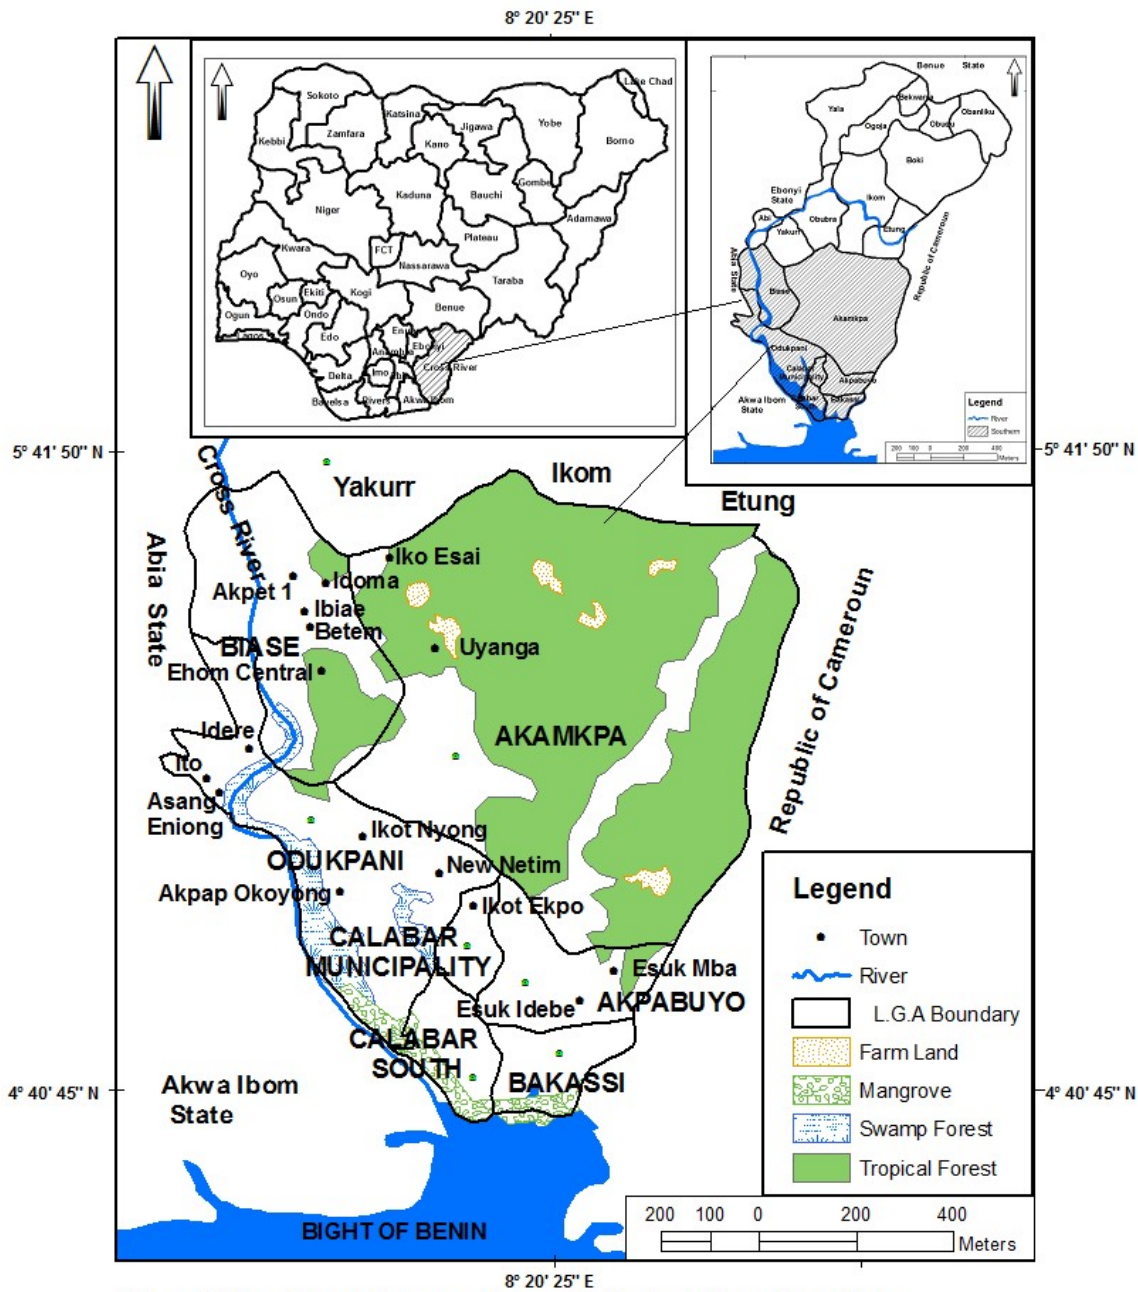 8° 20' 25" E
Sokoto
Katsina
Lake Chad
Zamfara
Jigawa
Yobe
Kebbi
Kano
Borno
Kaduna
Bauchi
Gombe
Niger
Adamawa
Plateau
Kwara
FCT
Nassarawa
Oyo
Taraba
Osun
Ekiti
Kogi
Ogun
Ondo
Benue
Lagos
Edo
Ebonyi
Cross River
Delta
Imo
Bayelsa
Rivers
Akwa Ibom
Benue State
Yala
Bekwara
Obanliku
Ogoja
Obudu
Boki
Ebonyi
State
Ikom
Abi
Obubra
Yakurr
Etung
Republic of Cameroun
Abia State
Biase
Akamkpa
Odukpani
Calabar
Municipality
Akpabuyo
Akwa Ibom
State
Bakassi
Legend
River
Southern
200 100 0 200 400
Meters
5° 41' 50" N
5° 41' 50" N
Cross River
Yakurr
Ikom
Etung
Abia State
Iko Esai
Akpet 1
Idoma
Ibiae
Betem
BIASE
Uyanga
Ehom Central
Republic of Cameroun
Idere
AKAMKPA
Ito
Asang
Eniong
Ikot Nyong
ODUKPANI
New Netim
Akpap Okoyong
Ikot Ekpo
CALABAR
MUNICIPALITY
Esuk Mba
Esuk Idebe
AKPABUYO
CALABAR
SOUTH
BAKASSI
Akwa Ibom
State
4° 40' 45" N
4° 40' 45" N
BIGHT OF BENIN
Legend
Town
River
L.G.A Boundary
Farm Land
Mangrove
Swamp Forest
Tropical Forest
200 100 0 200 400
Meters
8° 20' 25" E